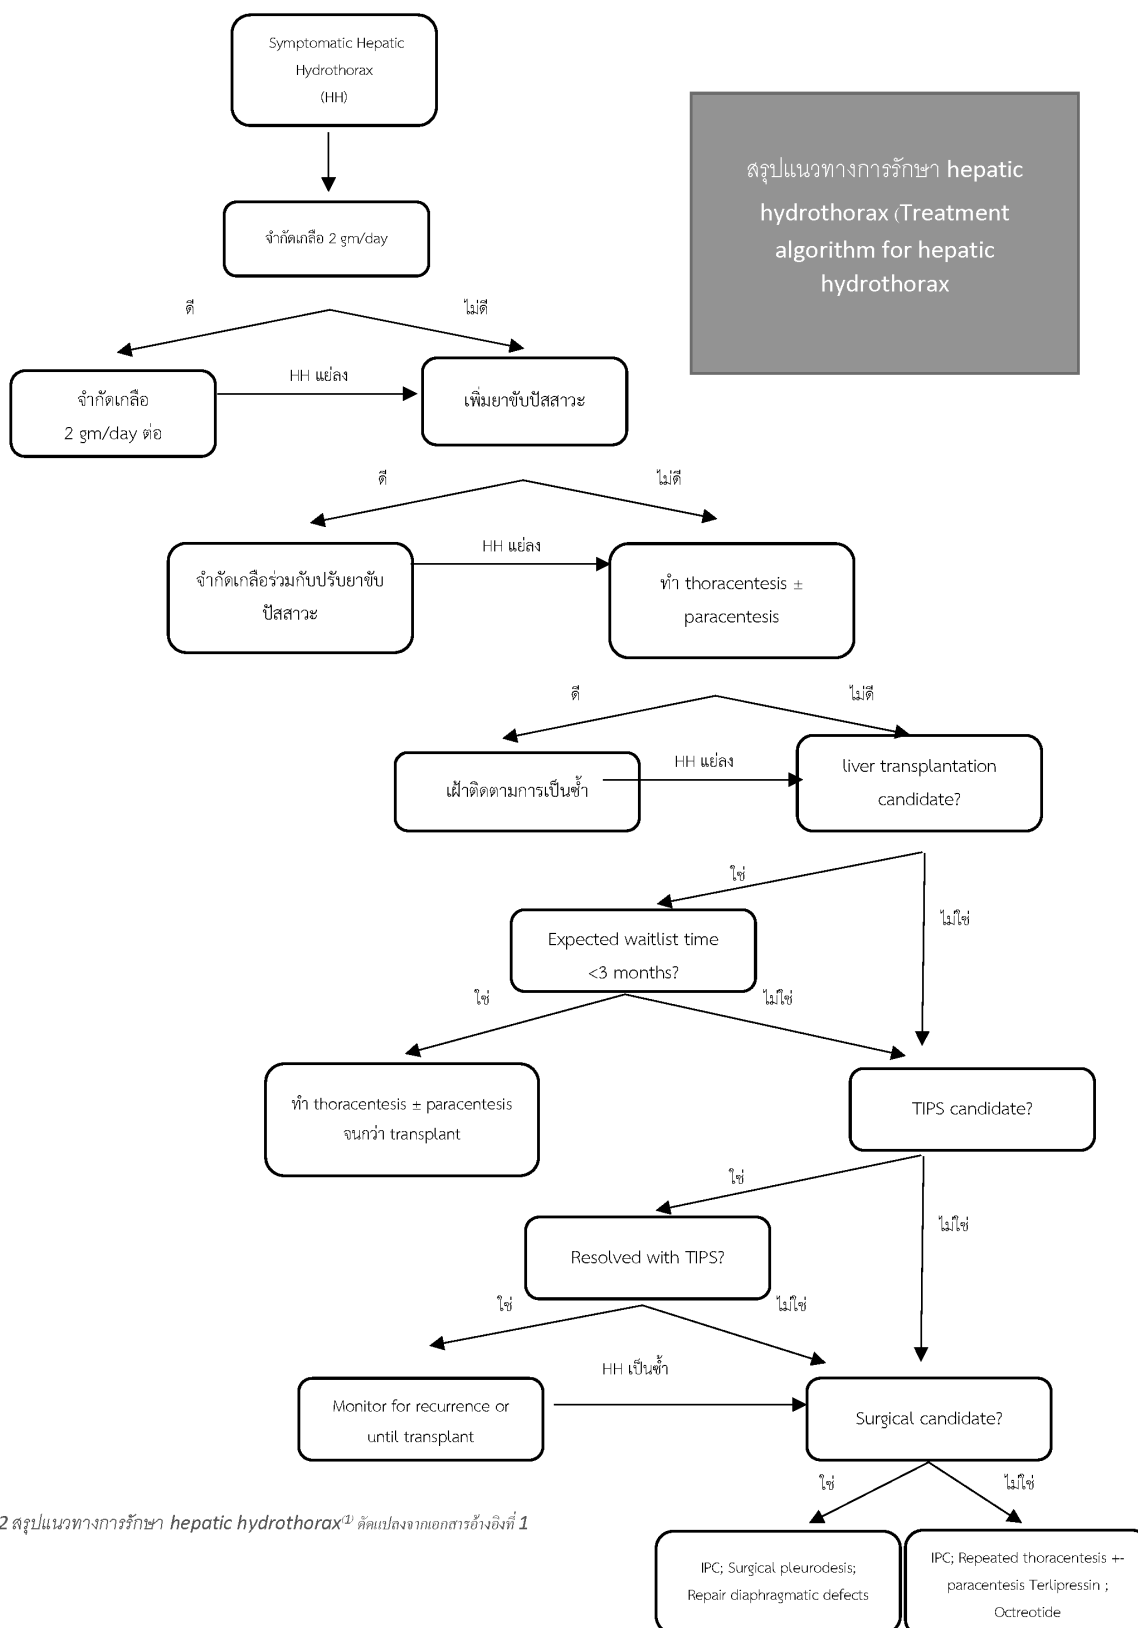 Symptomatic Hepatic
Hydrothorax
(HH)
สรุปแนวทางการรักษา hepatic
hydrothorax (Treatment
algorithm for hepatic
hydrothorax
จำกัดเกลือ 2 gm/day
ดี
ไม่ดี
จำกัดเกลือ
2 gm/day ต่อ
HH แย่ลง
เพิ่มยาขับปัสสาวะ
ดี
ไม่ดี
จำกัดเกลือร่วมกับปรับยาขับ
ปัสสาวะ
HH แย่ลง
ทำ thoracentesis ±
paracentesis
ดี
ไม่ดี
เฝ้าติดตามการเป็นซ้ำ
HH แย่ลง
liver transplantation
candidate?
ใช่
ไม่ใช่
Expected waitlist time
<3 months?
ใช่
ไม่ใช่
ทำ thoracentesis ± paracentesis
จนกว่า transplant
TIPS candidate?
ใช่
ไม่ใช่
Resolved with TIPS?
ใช่
ไม่ใช่
Monitor for recurrence or
until transplant
HH เป็นซ้ำ
Surgical candidate?
ใช่
ไม่ใช่
2 สรุปแนวทางการรักษา hepatic hydrothorax(1) ดัดแปลงจากเอกสารอ้างอิงที่ 1
IPC; Surgical pleurodesis;
Repair diaphragmatic defects
IPC; Repeated thoracentesis +-
paracentesis Terlipressin ;
Octreotide